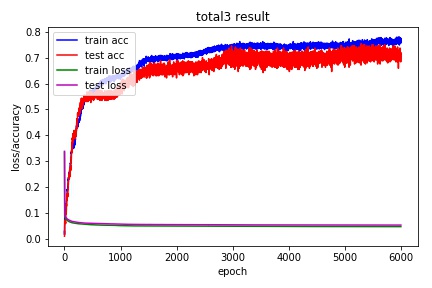 total3 result
train acc
test acc
train loss
test loss
loss/accuracy
0.8
0.7
0.6
0.5
0.4
0.3
0.2
0.1
0.0
0 1000 2000 3000 4000 5000 6000
epoch